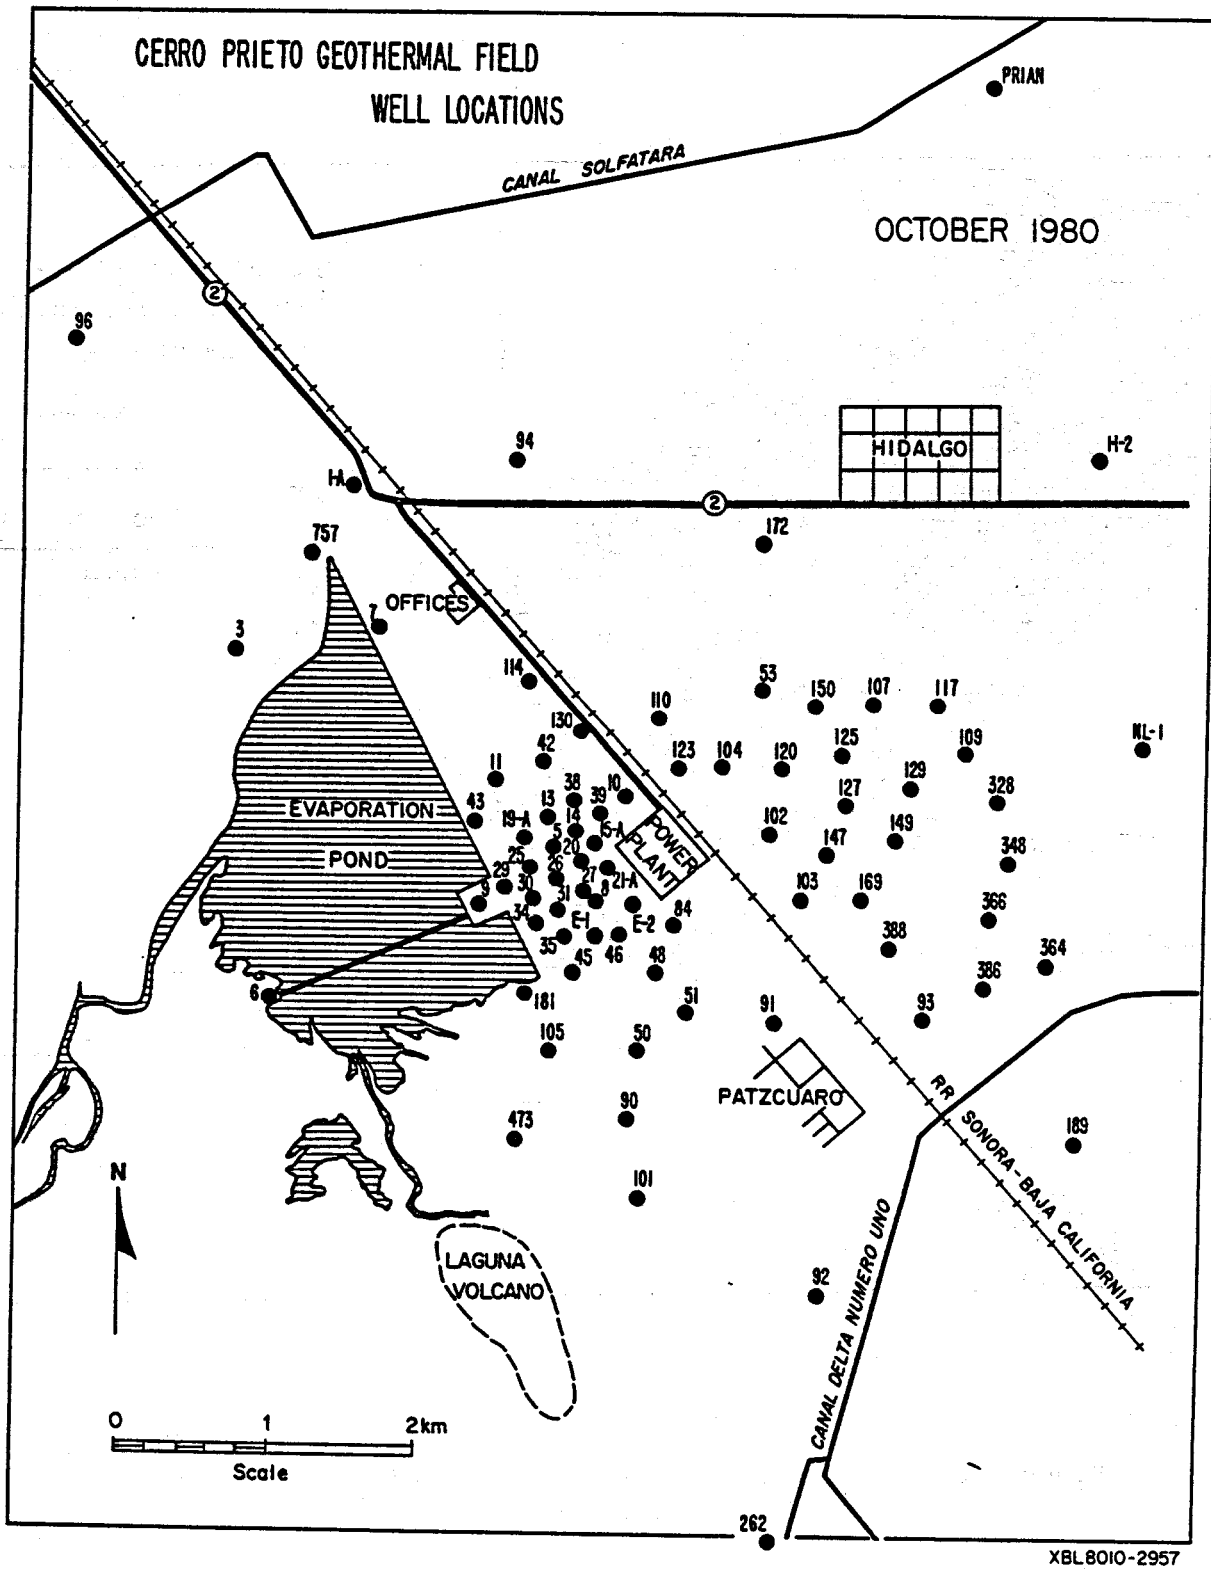 CERRO PRIETO GEOTHERMAL FIELD
WELL LOCATIONS
PRIAN
CANAL SOLFATARA
OCTOBER 1980
2
96
94
HIDALGO
H-2
HA
2
172
757
OFFICES
7
3
114
53
150
107
117
110
130
NL-1
42
123
104
120
125
109
11
38
10
129
328
EVAPORATION
43
13
39
127
19-A
14
15-A
POWER
PLANT
102
5
147
149
POND
25
20
348
29
26
27
21-A
9
30
31
8
103
169
366
34
E-1
E-2
84
35
46
388
364
45
48
386
6
181
51
91
93
105
50
PATZCUARO
RR SONORA-BAJA CALIFORNIA
90
473
189
N
101
LAGUNA
VOLCANO
92
CANAL DELTA NUMERO UNO
0 1 2km
Scale
262
XBL8010-2957